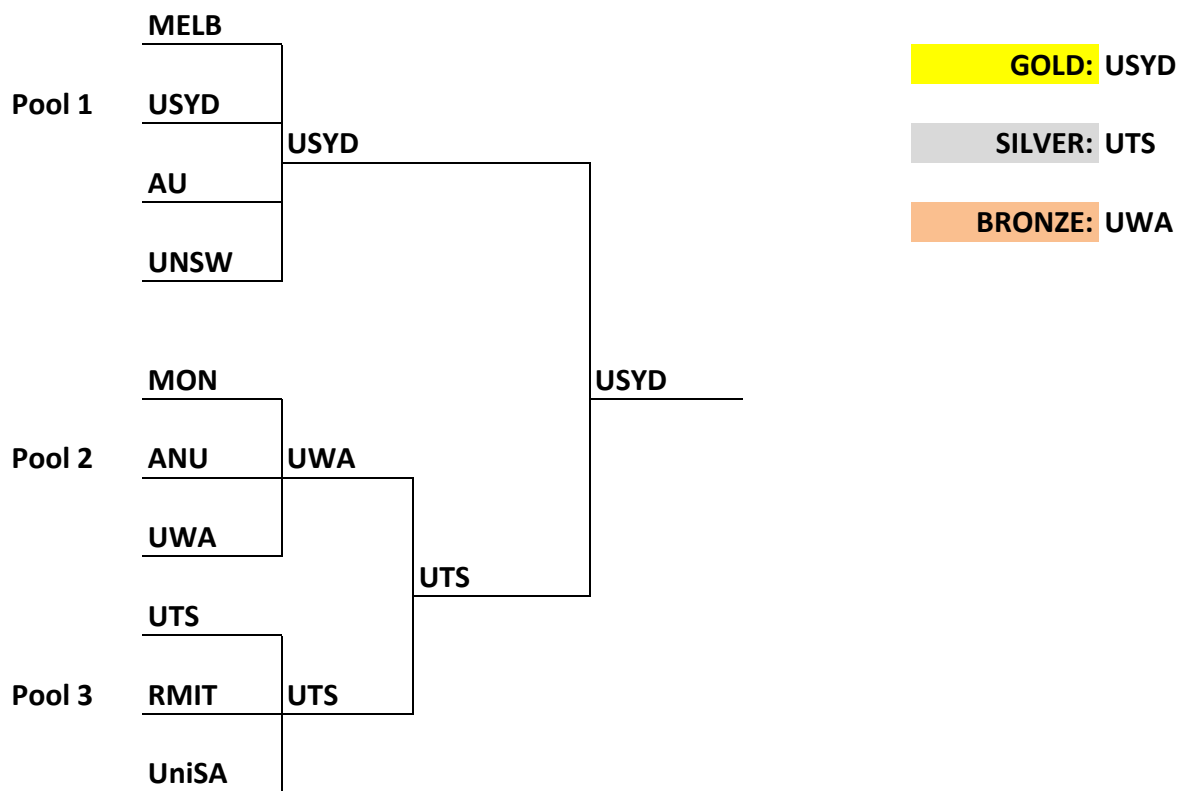 MELB
GOLD: USYD
Pool 1 USYD
USYD
SILVER: UTS
AU
BRONZE: UWA
UNSW
MON
USYD
Pool 2 ANU UWA
UWA
UTS
UTS
Pool 3 RMIT UTS
UniSA